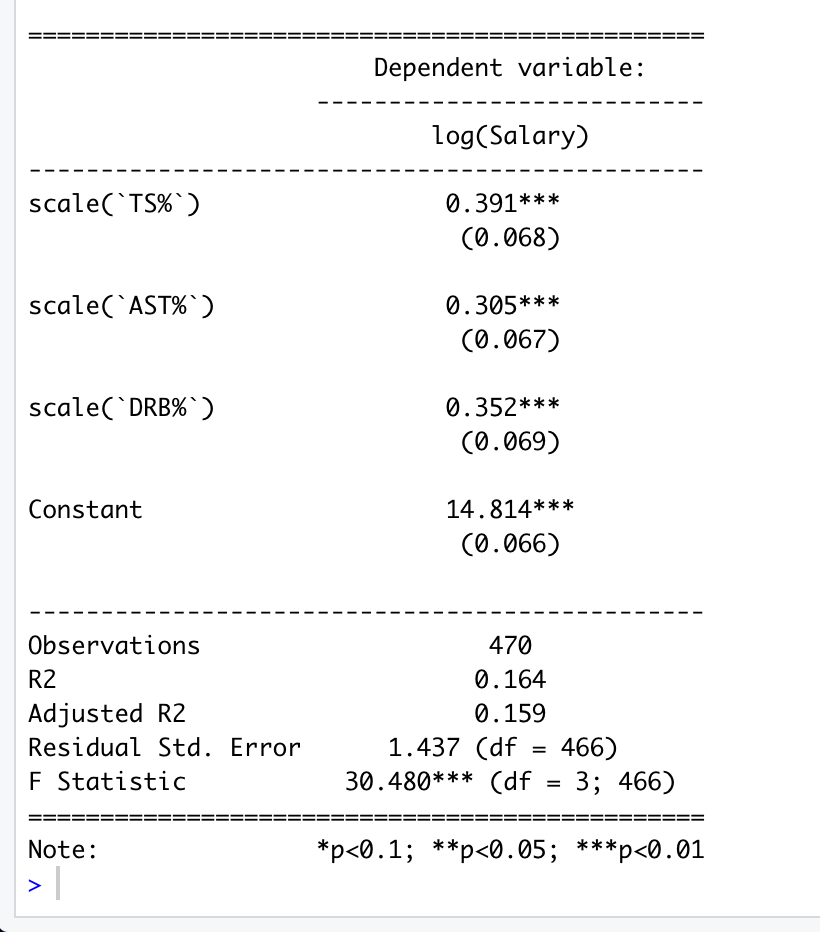 ===============================================
                        Dependent variable:
                    ---------------------------
                            log(Salary)
-----------------------------------------------
scale(`TS%`)                 0.391***
                              (0.068)

scale(`AST%`)                0.305***
                              (0.067)

scale(`DRB%`)                0.352***
                              (0.069)

Constant                     14.814***
                              (0.066)

-----------------------------------------------
Observations                    470
R2                             0.164
Adjusted R2                    0.159
Residual Std. Error      1.437 (df = 466)
F Statistic           30.480*** (df = 3; 466)
===============================================
Note:               *p<0.1; **p<0.05; ***p<0.01
>